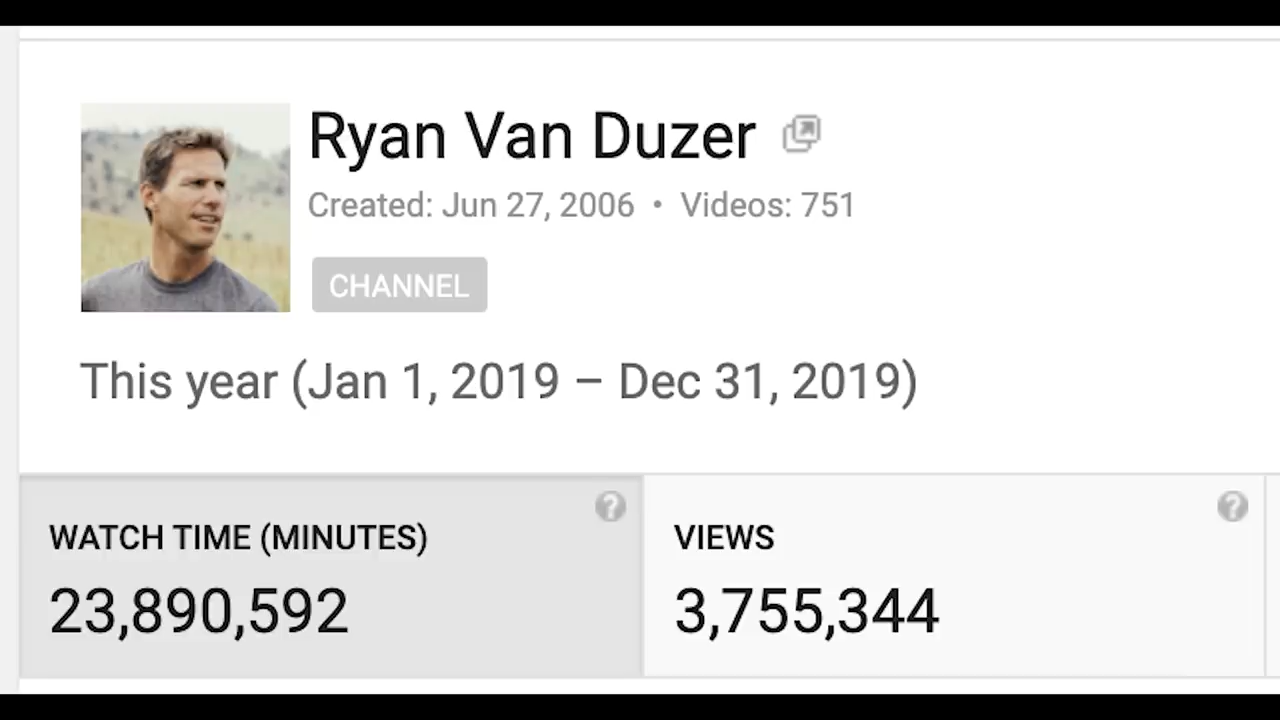 Ryan Van Duzer
Created: Jun 27, 2006 • Videos: 751
CHANNEL
This year (Jan 1, 2019 – Dec 31, 2019)
? ?
WATCH TIME (MINUTES) VIEWS
23,890,592 3,755,344